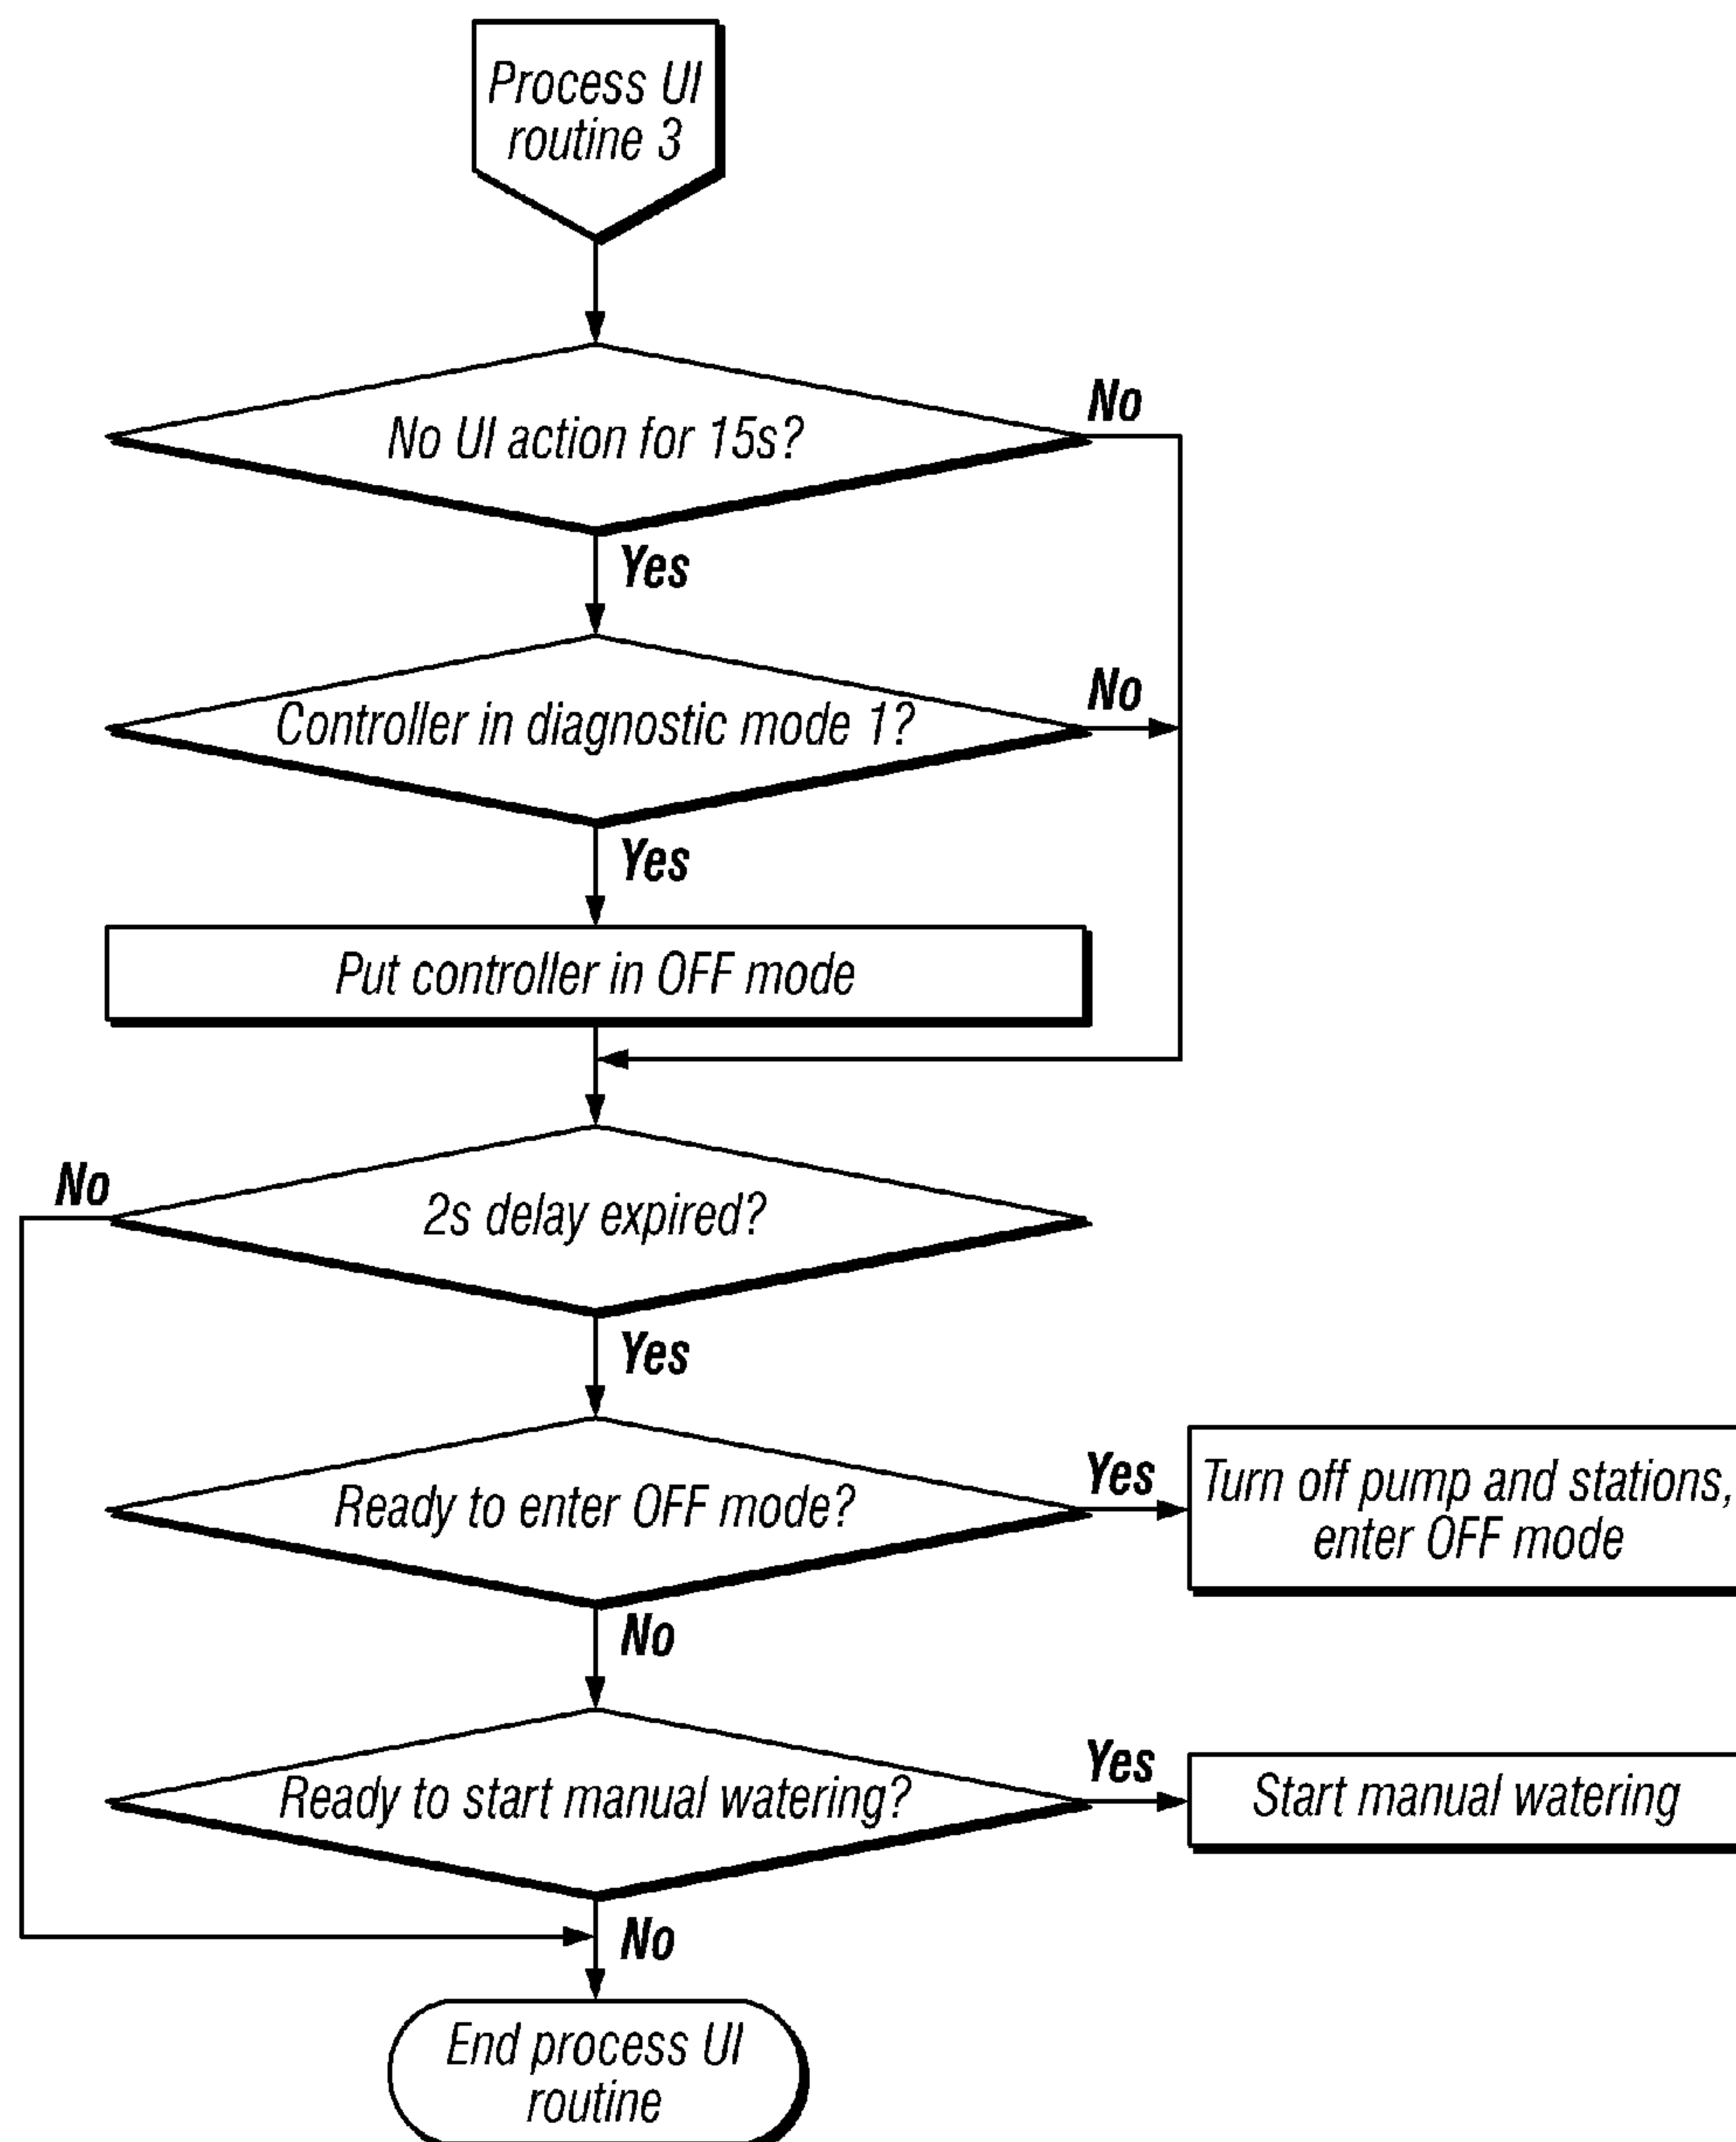 Process UI
routine 3
No UI action for 15s?
No
Yes
Controller in diagnostic mode 1?
No
Yes
Put controller in OFF mode
2s delay expired?
No
Yes
Ready to enter OFF mode?
Yes
Turn off pump and stations,
enter OFF mode
No
Ready to start manual watering?
Yes
Start manual watering
No
End process UI
routine